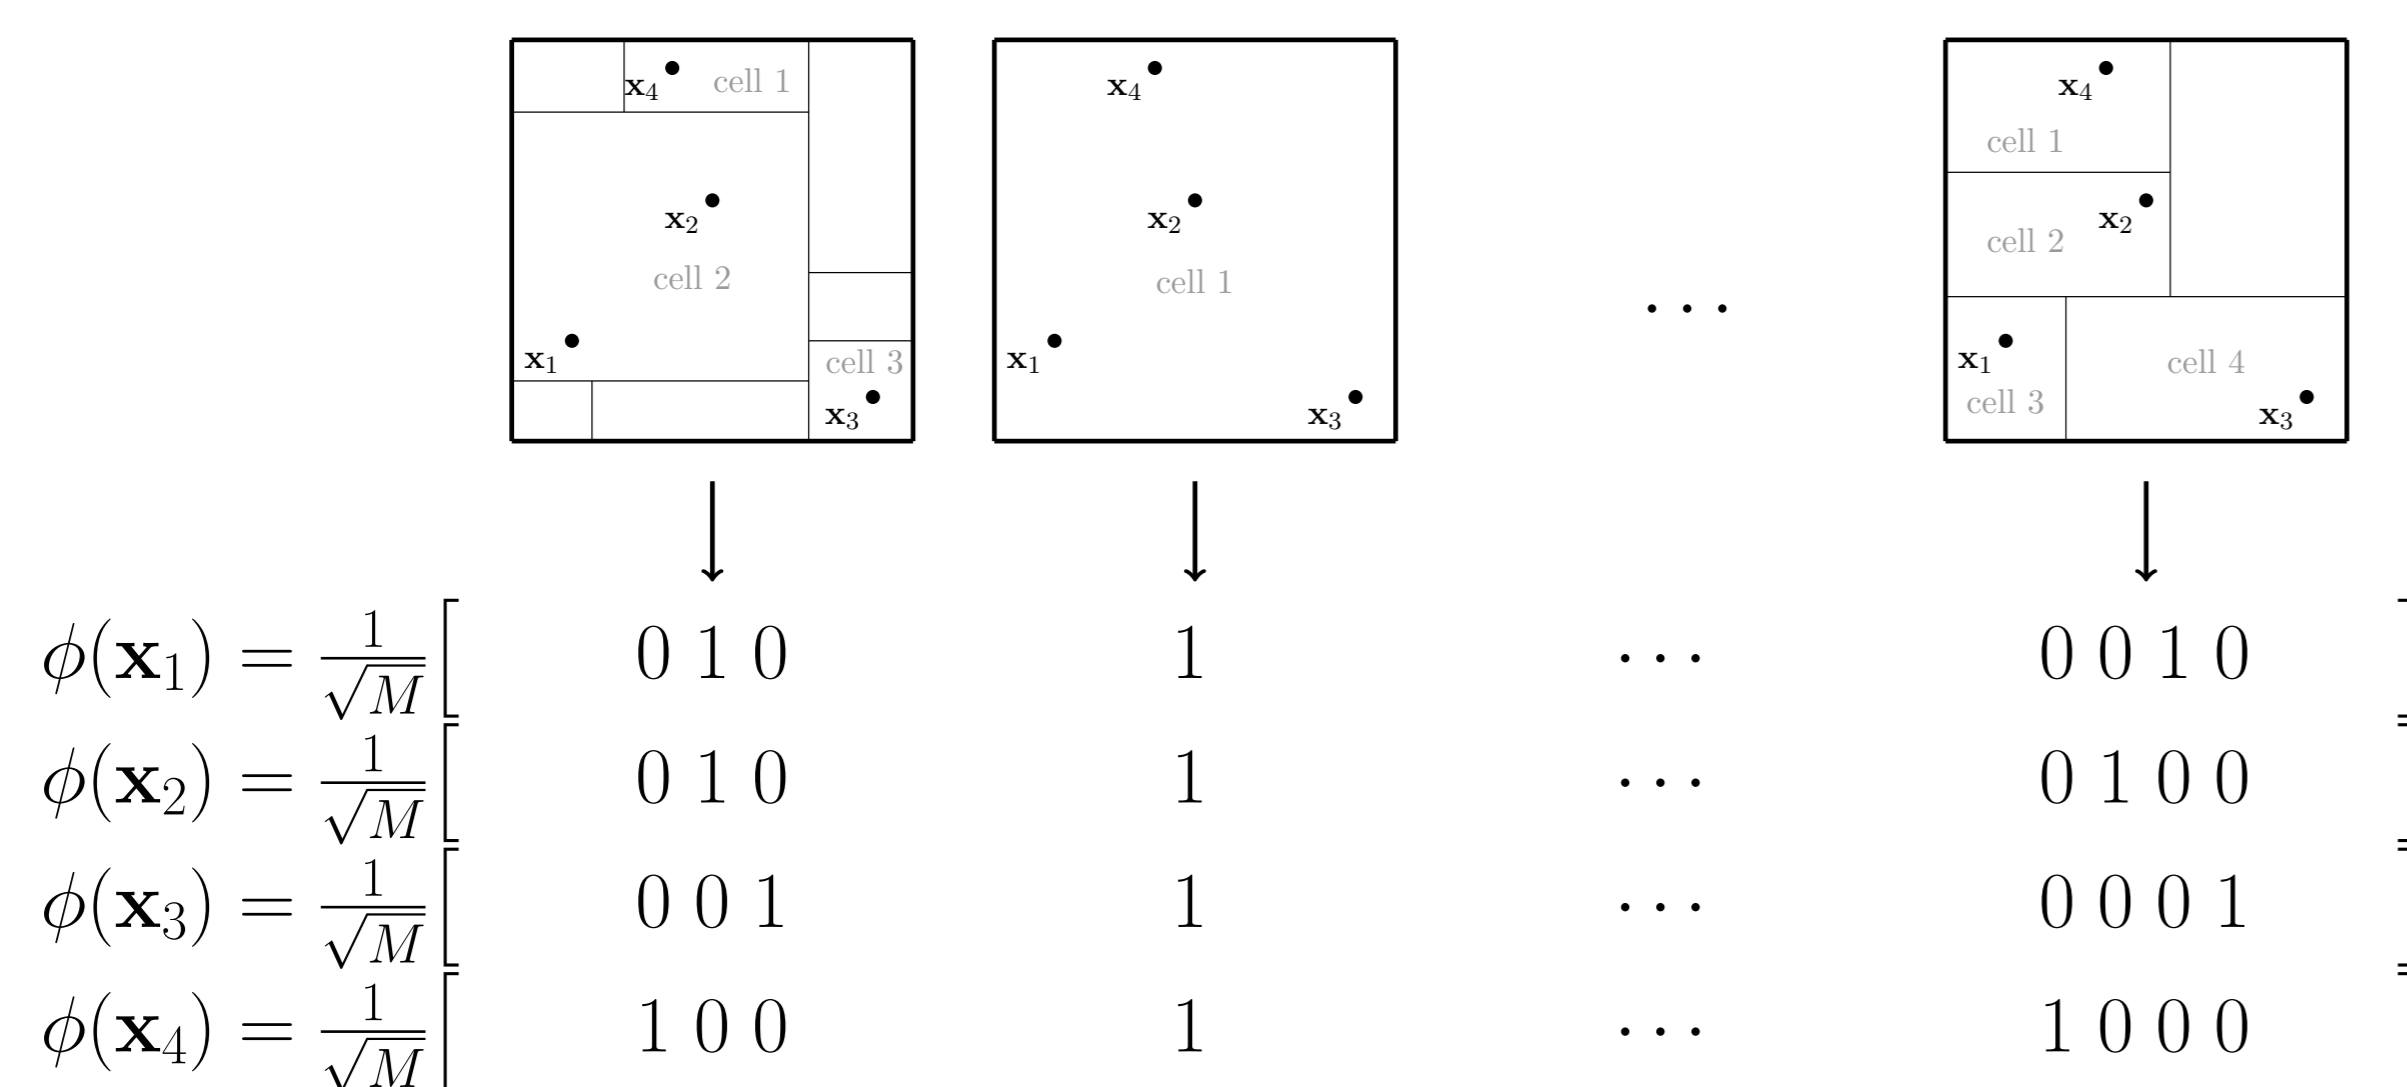 x₄ cell 1 x₄ x₄
cell 1
x₂ x₂ x₂
cell 2 cell 1 cell 2
⋯
x₁ cell 3 x₁ x₁ cell 4
x₃ x₃ cell 3 x₃
ϕ(x₁) = 1/√M [ 0 1 0 1 ⋯ 0 0 1 0 ]
ϕ(x₂) = 1/√M [ 0 1 0 1 ⋯ 0 1 0 0 ]
ϕ(x₃) = 1/√M [ 0 0 1 1 ⋯ 0 0 0 1 ]
ϕ(x₄) = 1/√M [ 1 0 0 1 ⋯ 1 0 0 0